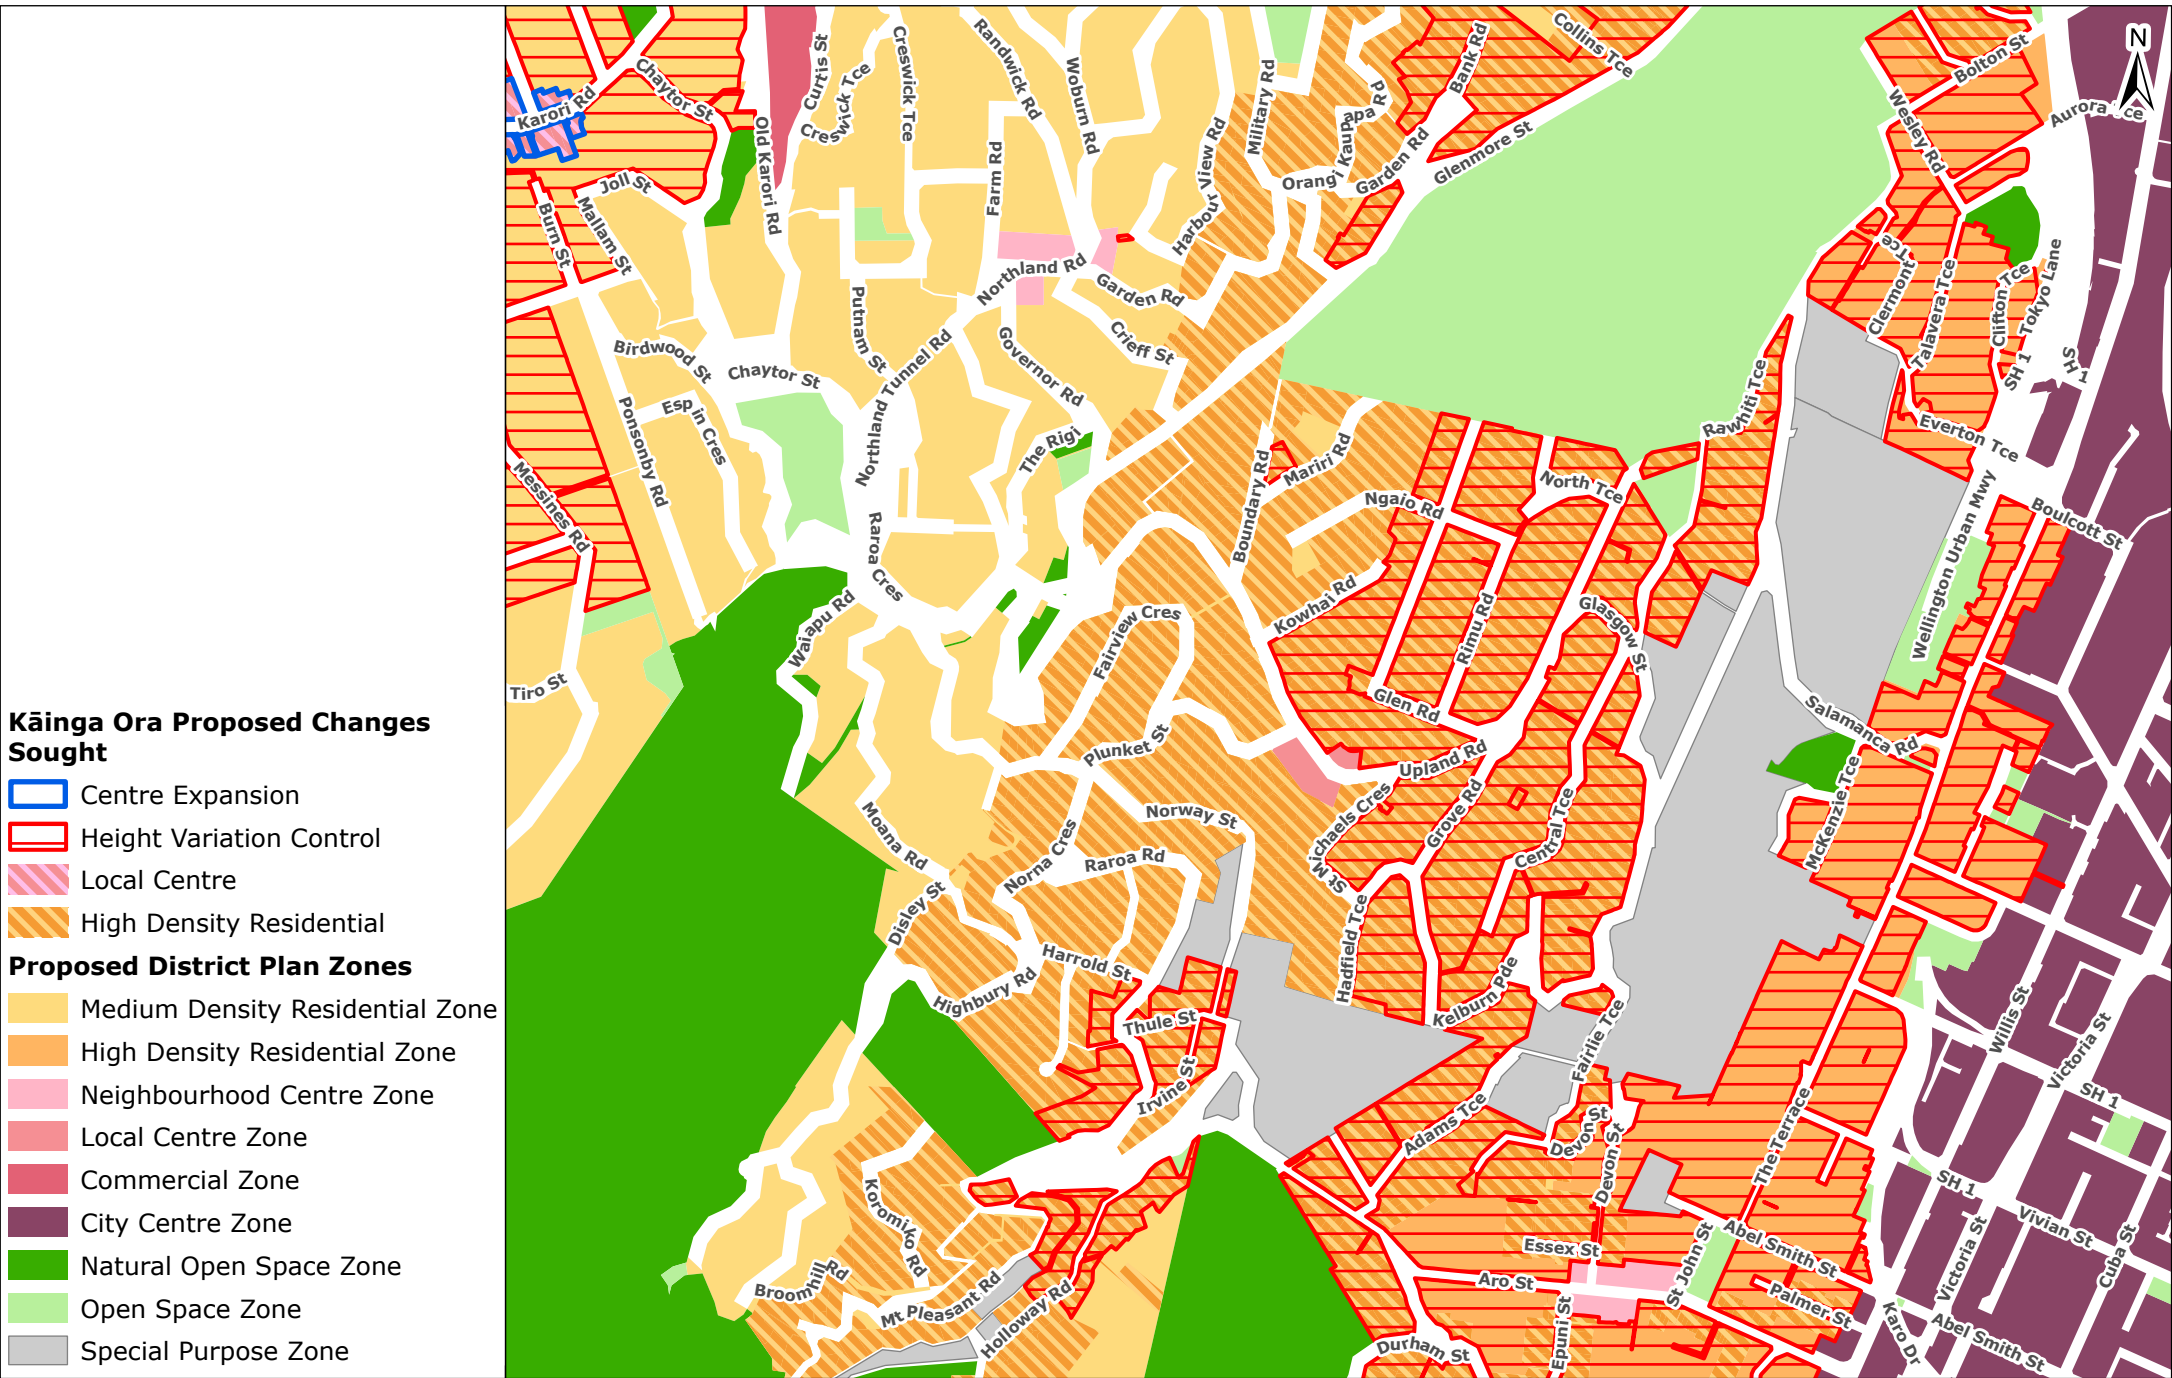 Kāinga Ora Proposed Changes
Sought
Centre Expansion
Height Variation Control
Local Centre
High Density Residential
Proposed District Plan Zones
Medium Density Residential Zone
High Density Residential Zone
Neighbourhood Centre Zone
Local Centre Zone
Commercial Zone
City Centre Zone
Natural Open Space Zone
Open Space Zone
Special Purpose Zone
N
Karori Rd
Chaytor St
Old Karori Rd
Curtis St
Creswick Tce
Creswick Tce
Randwick Rd
Woburn Rd
Farm Rd
Harbour View Rd
Military Rd
Orangi Kaupapa Rd
Garden Rd
Bank Rd
Collins Tce
Glenmore St
Wesley Rd
Bolton St
Aurora Tce
Joll St
Mallam St
Burn St
Northland Rd
Garden Rd
Crieff St
Putnam St
Northland Tunnel Rd
Governor Rd
The Rigi
Birdwood St
Chaytor St
Espin Cres
Ponsonby Rd
Messines Rd
Raroa Cres
Waiapu Rd
Tiro St
Boundary Rd
Mariri Rd
Ngaio Rd
North Tce
Rawhiti Tce
Kowhai Rd
Rimu Rd
Glasgow St
Glen Rd
Upland Rd
Fairview Cres
Plunket St
Norway St
Moana Rd
Norna Cres
Raroa Rd
Disley St
Harrold St
Highbury Rd
Thule St
Irvine St
St Michaels Cres
Grove Rd
Central Tce
Hadfield Tce
Kelburn Pde
Fairlie Tce
Adams Tce
Devon St
Devon St
Essex St
Aro St
Epuni St
Durham St
St John St
Abel Smith St
Palmer St
The Terrace
McKenzie Tce
Salamanca Rd
Wellington Urban Mwy
Boulcott St
Everton Tce
Clermont Tce
Talavera Tce
Clifton Tce
Tokyo Lane
SH 1
SH 1
Willis St
Victoria St
SH 1
SH 1
Vivian St
Victoria St
Cuba St
Karo Dr
Abel Smith St
Koromiko Rd
Broomhill Rd
Mt Pleasant Rd
Holloway Rd